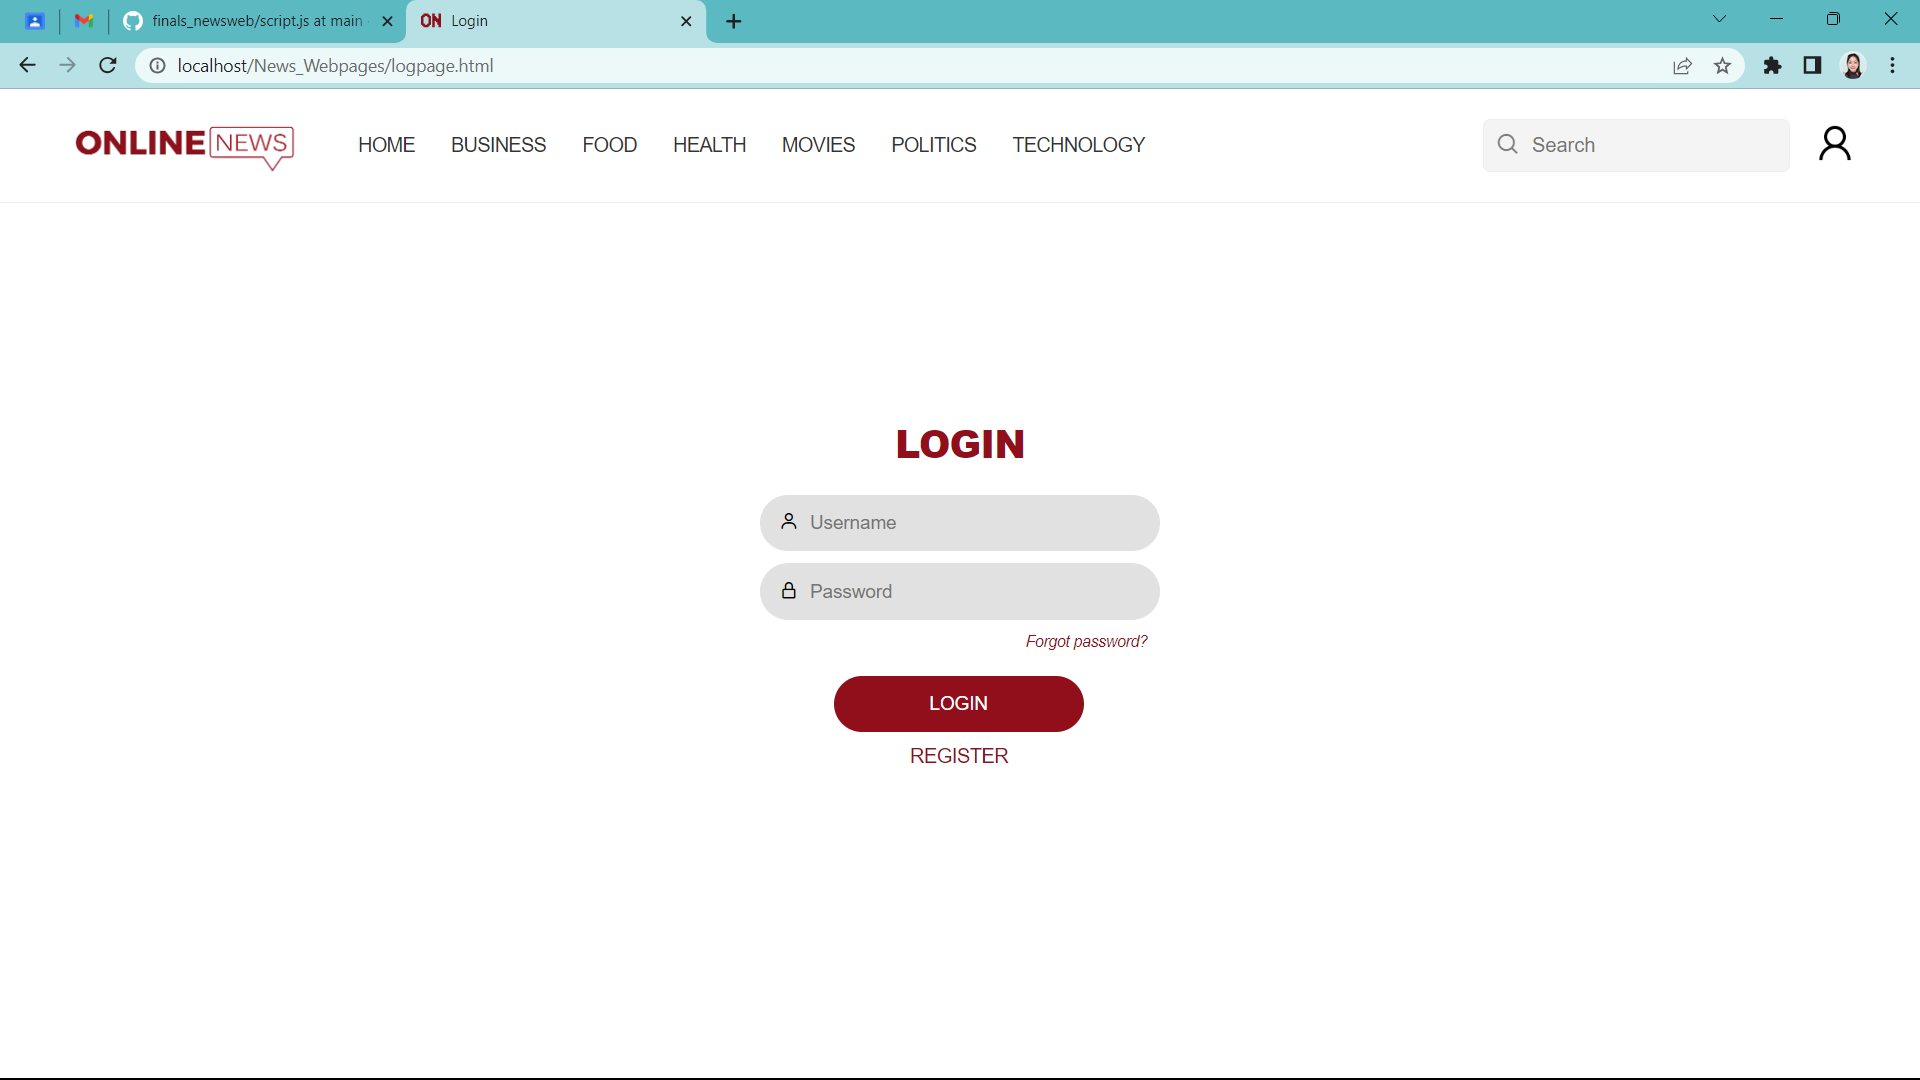 finals_newsweb/script.js at main
ON Login
localhost/News_Webpages/logpage.html
ONLINE NEWS
HOME BUSINESS FOOD HEALTH MOVIES POLITICS TECHNOLOGY
Search
LOGIN
Username
Password
Forgot password?
LOGIN
REGISTER